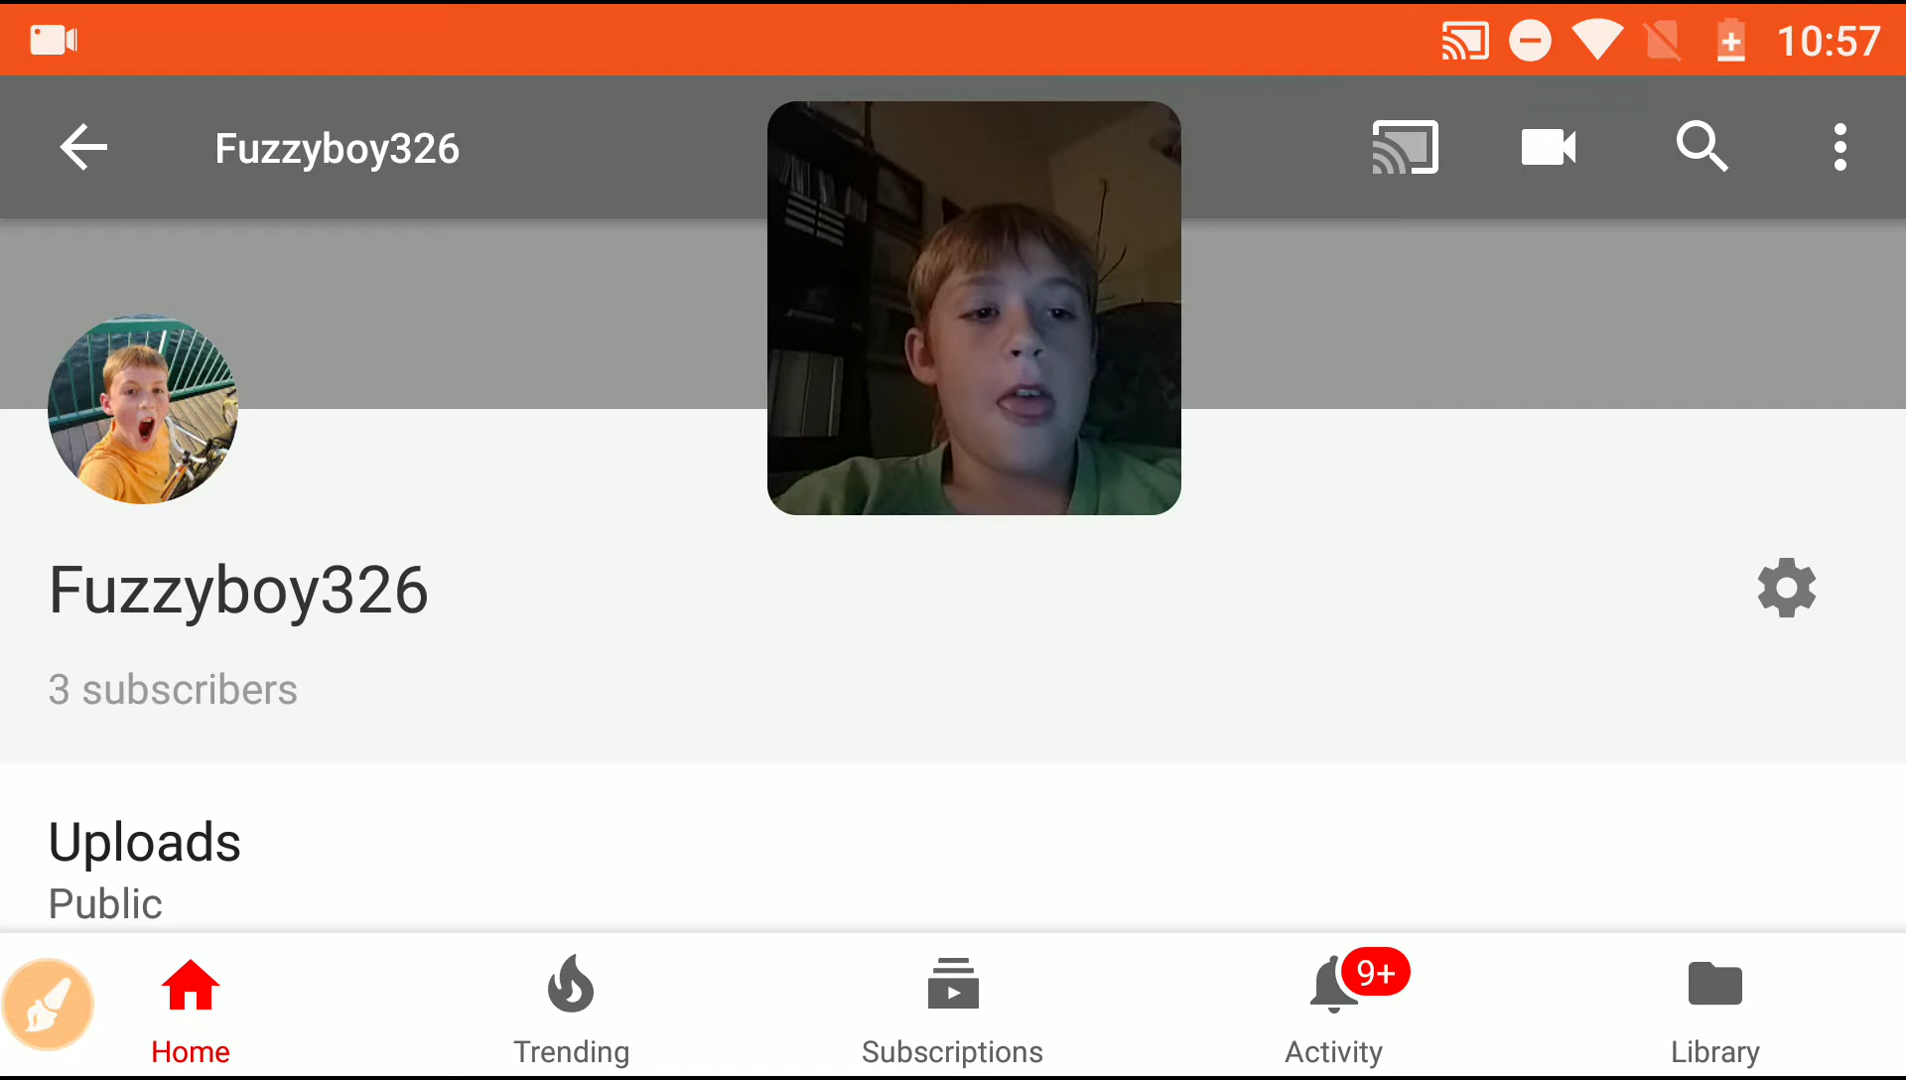 10:57
Fuzzyboy326
Fuzzyboy326
3 subscribers
Uploads
Public
9+
Home Trending Subscriptions Activity Library